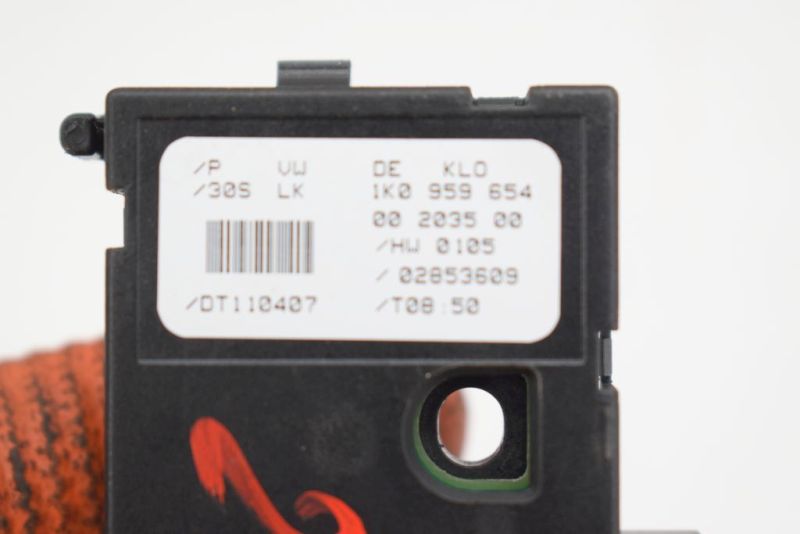 /P VW DE KLO
/30S LK 1K0 959 654
00 2035 00
/HW 0105
/02853609
/DT110407 /T08:50